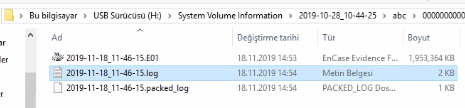 Bu bilgisayar > USB Sürücüsü (H:) > System Volume Information > 2019-10-28_10-44-25 > abc > 0000000000
Ad Değiştirme tarihi Tür Boyut
2019-11-18_11-46-15.E01 18.11.2019 14:53 EnCase Evidence F... 1,953,364 KB
2019-11-18_11-46-15.log 18.11.2019 14:54 Metin Belgesi 2 KB
2019-11-18_11-46-15.packed_log 18.11.2019 14:54 PACKED_LOG Dos... 1 KB